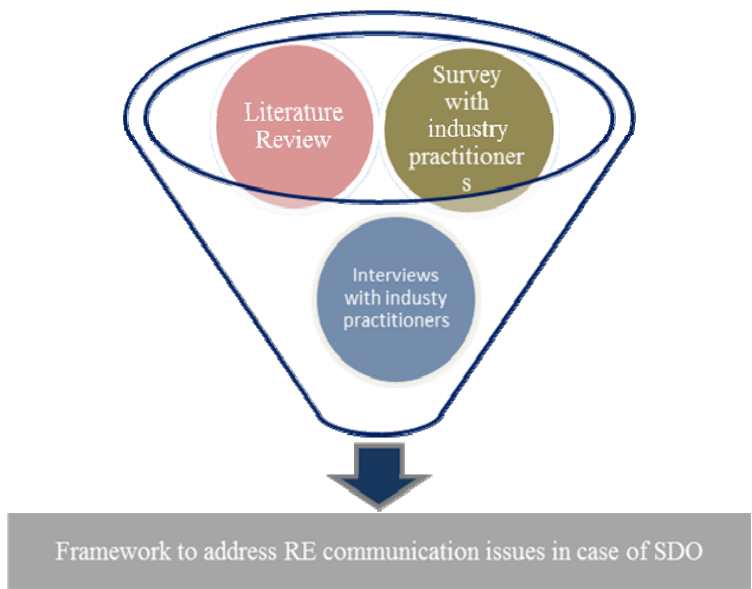 Literature
Review
Survey
with
industry
practitioner
s
Interviews
with industy
practitioners
Framework to address RE communication issues in case of SDO